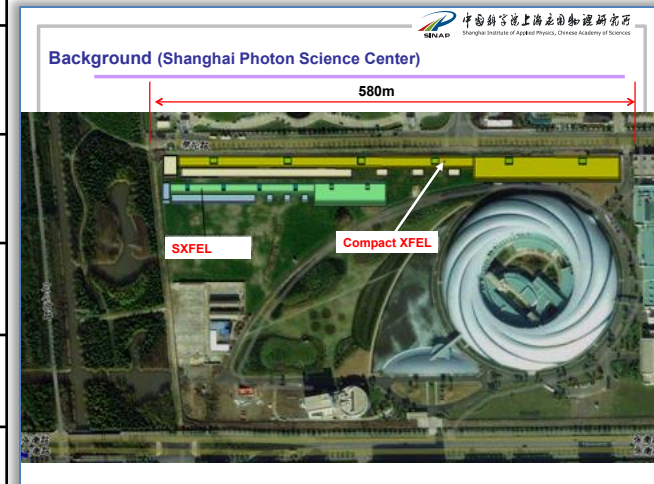 中国科学院上海应用物理研究所
SINAP
Shanghai Institute of Applied Physics, Chinese Academy of Sciences
Background (Shanghai Photon Science Center)
580m
SXFEL
Compact XFEL